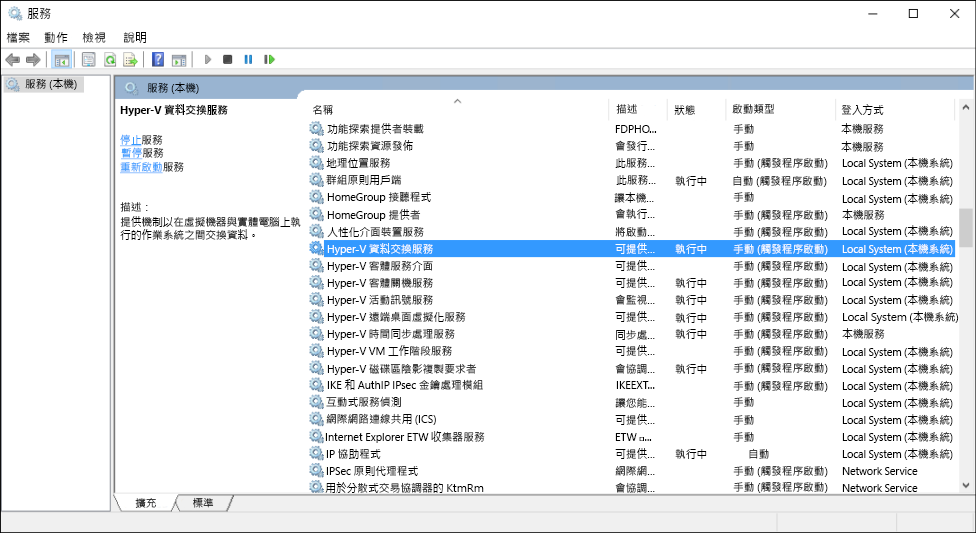 服務
檔案 動作 檢視 說明
服務 (本機)
服務 (本機)
Hyper-V 資料交換服務
停止服務
暫停服務
重新啟動服務
描述：
提供機制以在虛擬機器與實體電腦上執
行的作業系統之間交換資料。
名稱 描述 狀態 啟動類型 登入方式
功能探索提供者裝載 FDPHO... 手動 本機服務
功能探索資源發佈 會發行... 手動 本機服務
地理位置服務 此服務... 手動 (觸發程序啟動) Local System (本機系統)
群組原則用戶端 此服務... 執行中 自動 (觸發程序啟動) Local System (本機系統)
HomeGroup 接聽程式 讓本機... 手動 Local System (本機系統)
HomeGroup 提供者 會執行... 手動 (觸發程序啟動) 本機服務
人性化介面裝置服務 將啟動... 手動 (觸發程序啟動) Local System (本機系統)
Hyper-V 資料交換服務 可提供... 執行中 手動 (觸發程序啟動) Local System (本機系統)
Hyper-V 客體服務介面 可提供... 手動 (觸發程序啟動) Local System (本機系統)
Hyper-V 客體關機服務 可提供... 執行中 手動 (觸發程序啟動) Local System (本機系統)
Hyper-V 活動訊號服務 會監視... 執行中 手動 (觸發程序啟動) Local System (本機系統)
Hyper-V 遠端桌面虛擬化服務 可提供... 執行中 手動 (觸發程序啟動) Local System (本機系統)
Hyper-V 時間同步處理服務 同步處... 執行中 手動 (觸發程序啟動) 本機服務
Hyper-V VM 工作階段服務 可提供... 手動 (觸發程序啟動) Local System (本機系統)
Hyper-V 磁碟區陰影複製要求者 會協調... 執行中 手動 (觸發程序啟動) Local System (本機系統)
IKE 和 AuthIP IPsec 金鑰處理模組 IKEEXT... 手動 (觸發程序啟動) Local System (本機系統)
互動式服務偵測 讓您能... 手動 Local System (本機系統)
網際網路連線共用 (ICS) 可提供... 手動 (觸發程序啟動) Local System (本機系統)
Internet Explorer ETW 收集器服務 ETW ... 手動 Local System (本機系統)
IP 協助程式 可提供... 執行中 自動 Local System (本機系統)
IPSec 原則代理程式 網際網... 手動 (觸發程序啟動) Network Service
用於分散式交易協調器的 KtmRm 會協調... 手動 (觸發程序啟動) Network Service
擴充 標準